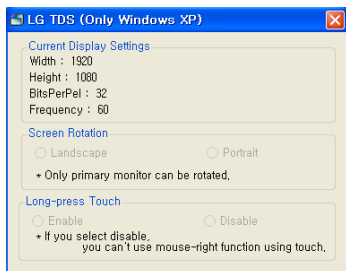 LG TDS (Only Windows XP)
Current Display Settings
Width : 1920
Height : 1080
BitsPerPel : 32
Frequency : 60
Screen Rotation
Landscape Portrait
* Only primary monitor can be rotated,
Long-press Touch
Enable Disable
* If you select disable,
you can't use mouse-right function using touch,